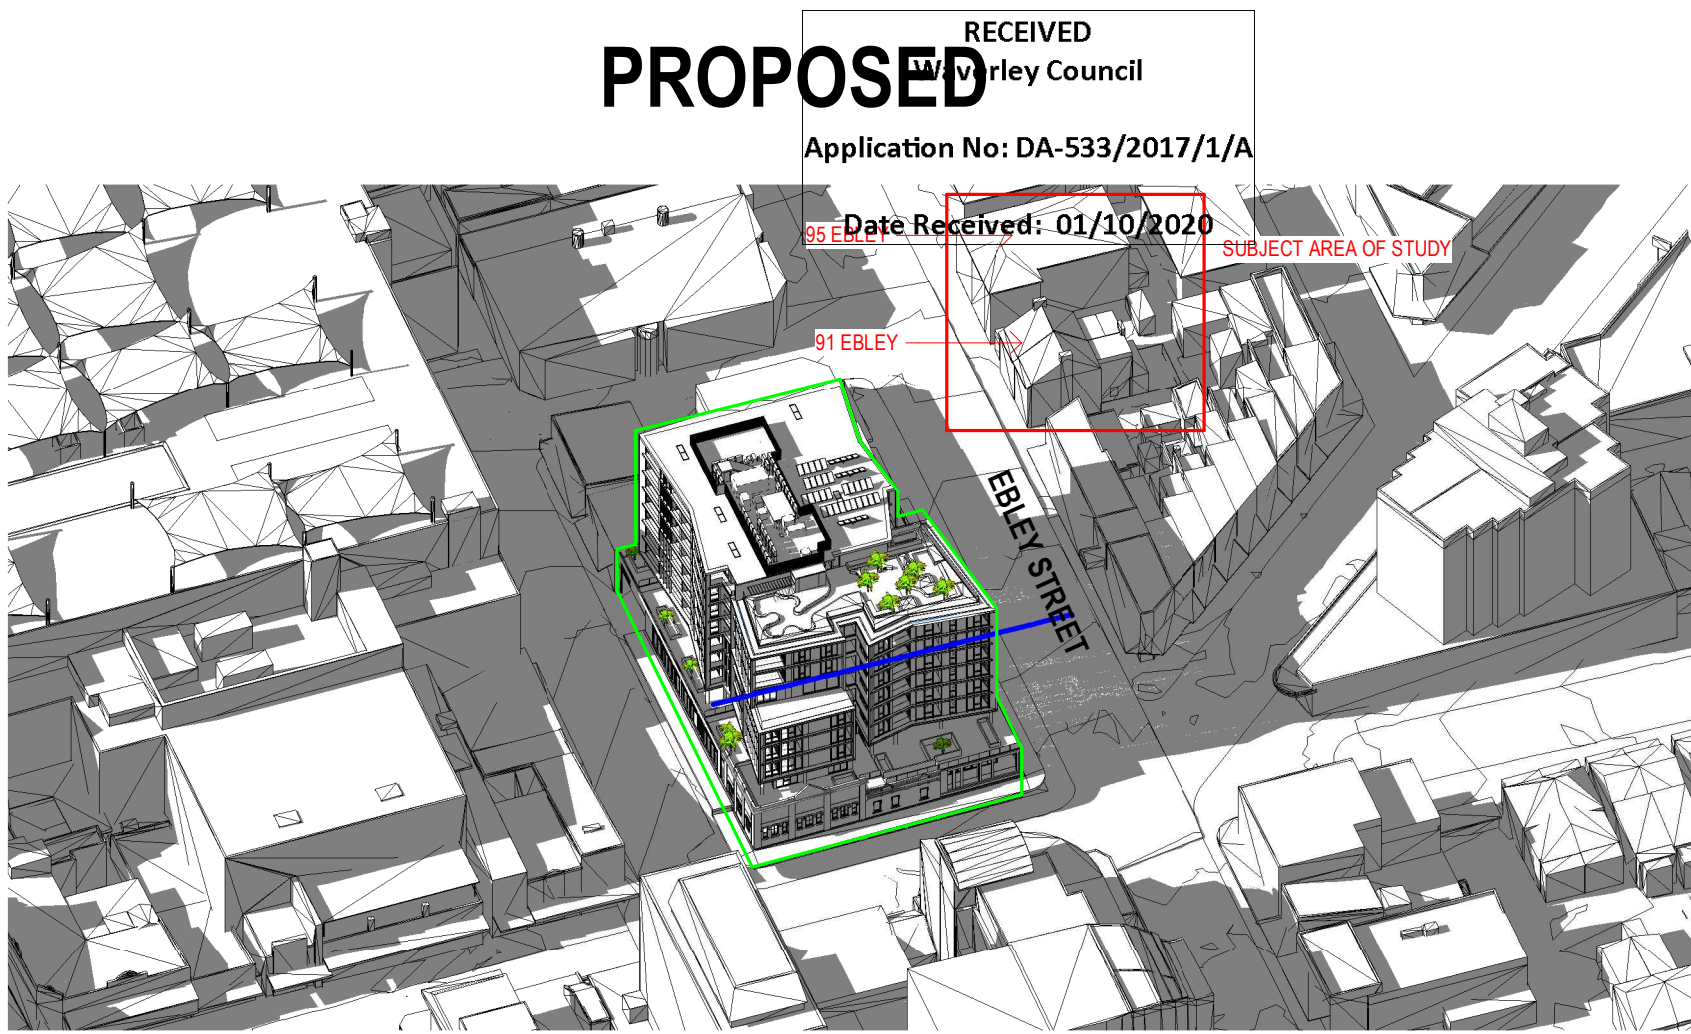 RECEIVED
PROPOSED
Waverley Council
Application No: DA-533/2017/1/A
Date Received: 01/10/2020
95 EBLEY
SUBJECT AREA OF STUDY
91 EBLEY
EBLEY STREET